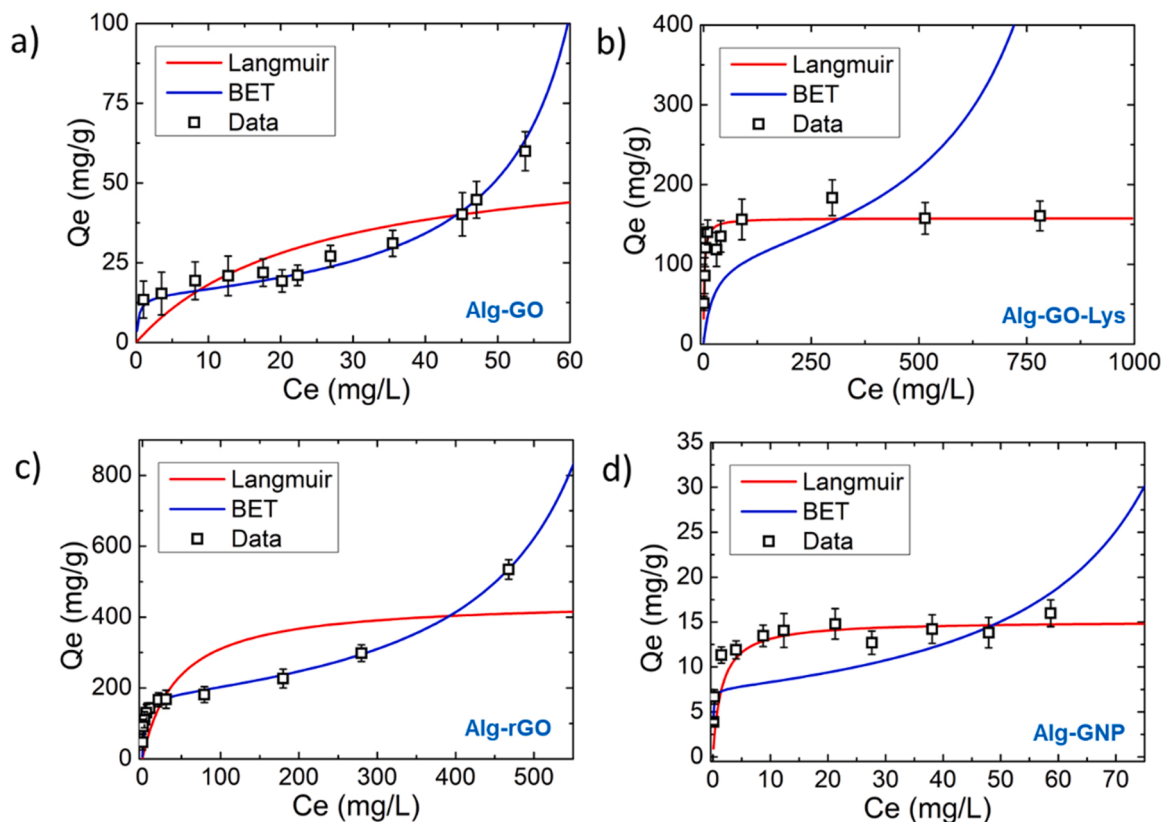 a)
Langmuir
BET
Data
100
75
50
25
0
Qe (mg/g)
0 10 20 30 40 50 60
Ce (mg/L)
Alg-GO
b)
Langmuir
BET
Data
400
300
200
100
0
Qe (mg/g)
0 250 500 750 1000
Ce (mg/L)
Alg-GO-Lys
c)
Langmuir
BET
Data
800
600
400
200
0
Qe (mg/g)
0 100 200 300 400 500
Ce (mg/L)
Alg-rGO
d)
Langmuir
BET
Data
35
30
25
20
15
10
5
0
Qe (mg/g)
0 10 20 30 40 50 60 70
Ce (mg/L)
Alg-GNP